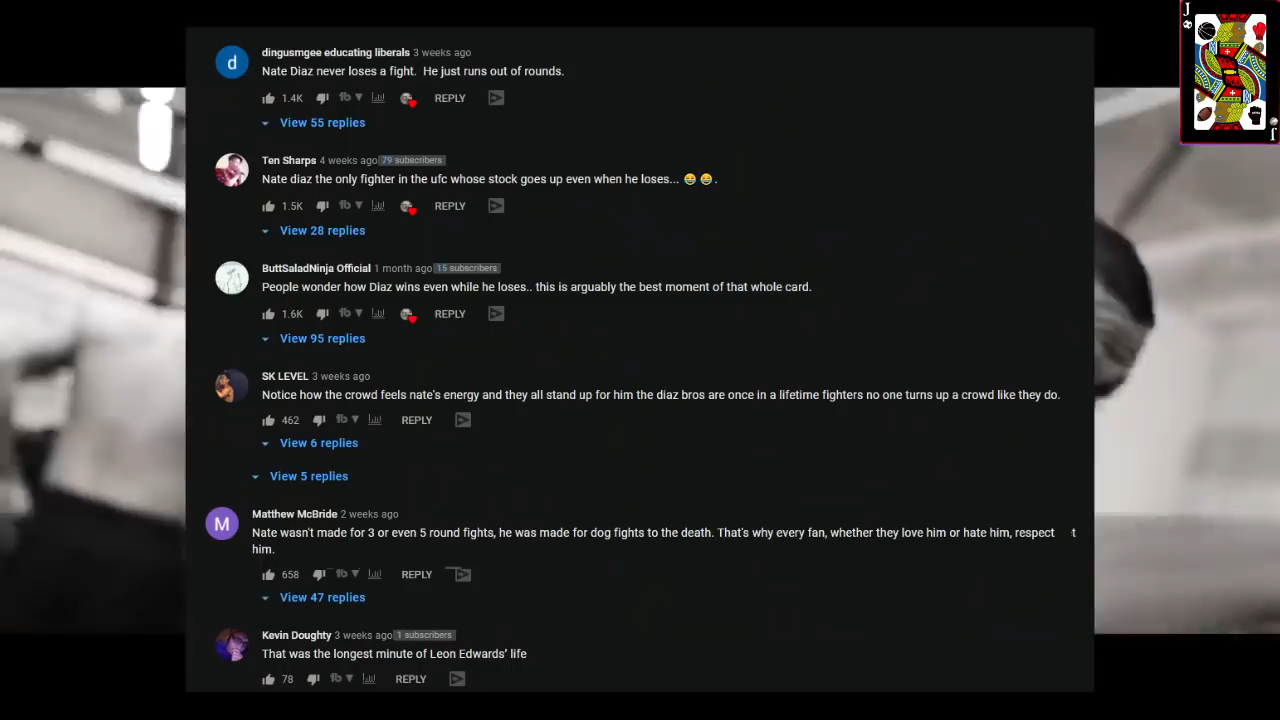 dingusmgee educating liberals 3 weeks ago
Nate Diaz never loses a fight.  He just runs out of rounds.
1.4K REPLY
View 55 replies
Ten Sharps 4 weeks ago 79 subscribers
Nate diaz the only fighter in the ufc whose stock goes up even when he loses... 😂 😂 .
1.5K REPLY
View 28 replies
ButtSaladNinja Official 1 month ago 15 subscribers
People wonder how Diaz wins even while he loses.. this is arguably the best moment of that whole card.
1.6K REPLY
View 95 replies
SK LEVEL 3 weeks ago
Notice how the crowd feels nate's energy and they all stand up for him the diaz bros are once in a lifetime fighters no one turns up a crowd like they do.
462 REPLY
View 6 replies
View 5 replies
Matthew McBride 2 weeks ago
Nate wasn't made for 3 or even 5 round fights, he was made for dog fights to the death. That's why every fan, whether they love him or hate him, respect t
him.
658 REPLY
View 47 replies
Kevin Doughty 3 weeks ago 1 subscribers
That was the longest minute of Leon Edwards' life
78 REPLY
d
M
J
J